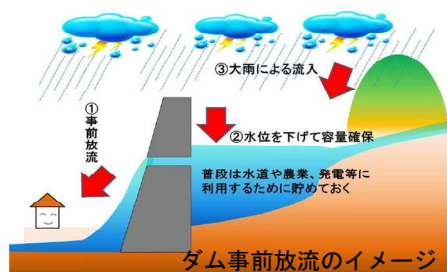 ③大雨による流入
①事前放流
②水位を下げて容量確保
普段は水道や農業、発電等に
利用するために貯めておく
ダム事前放流のイメージ